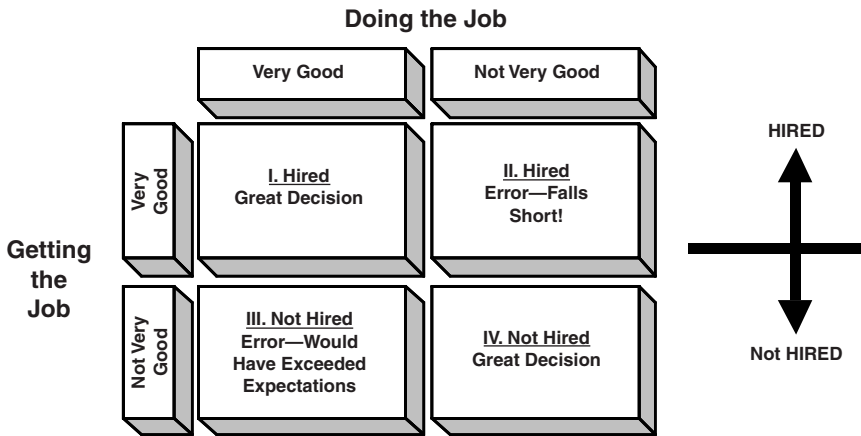 Doing the Job
Very Good
Not Very Good
Very
Good
I. Hired
Great Decision
II. Hired
Error—Falls
Short!
HIRED
Getting
the
Job
Not Very
Good
III. Not Hired
Error—Would
Have Exceeded
Expectations
IV. Not Hired
Great Decision
Not HIRED